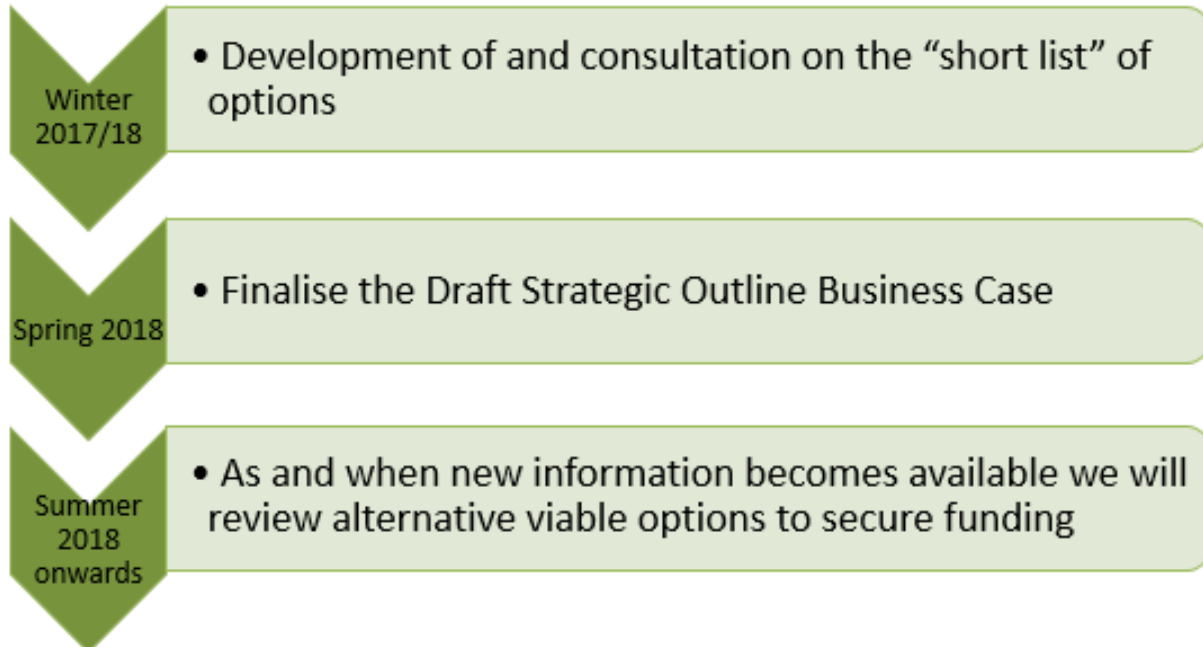 Winter
2017/18
• Development of and consultation on the “short list” of
options
Spring 2018
• Finalise the Draft Strategic Outline Business Case
Summer
2018
onwards
• As and when new information becomes available we will
review alternative viable options to secure funding